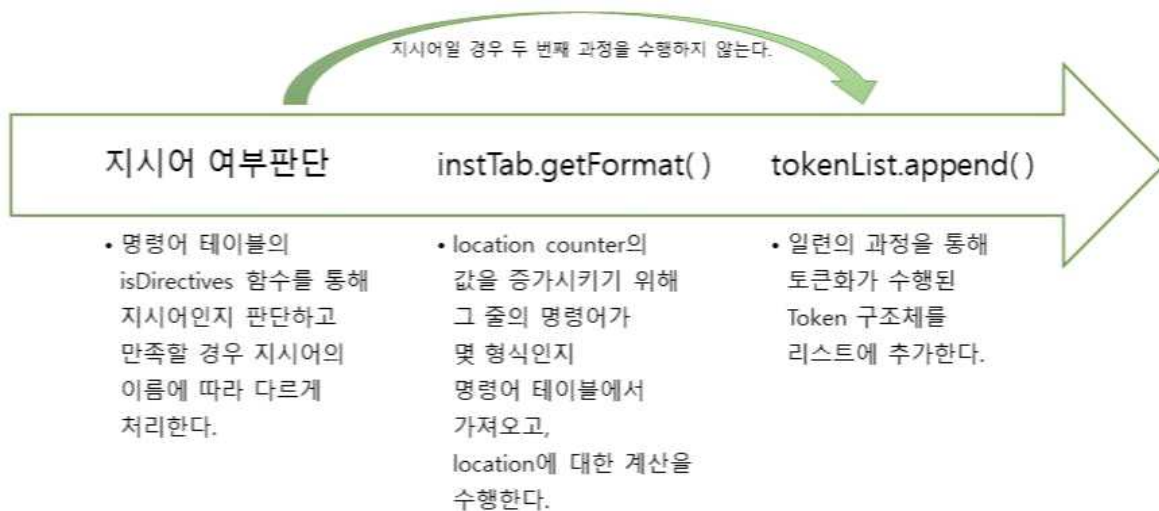 지시어일 경우 두 번째 과정을 수행하지 않는다.
지시어 여부판단
• 명령어 테이블의
isDirectives 함수를 통해
지시어인지 판단하고
만족할 경우 지시어의
이름에 따라 다르게
처리한다.
instTab.getFormat( )
• location counter의
값을 증가시키기 위해
그 줄의 명령어가
몇 형식인지
명령어 테이블에서
가져오고,
location에 대한 계산을
수행한다.
tokenList.append( )
• 일련의 과정을 통해
토큰화가 수행된
Token 구조체를
리스트에 추가한다.